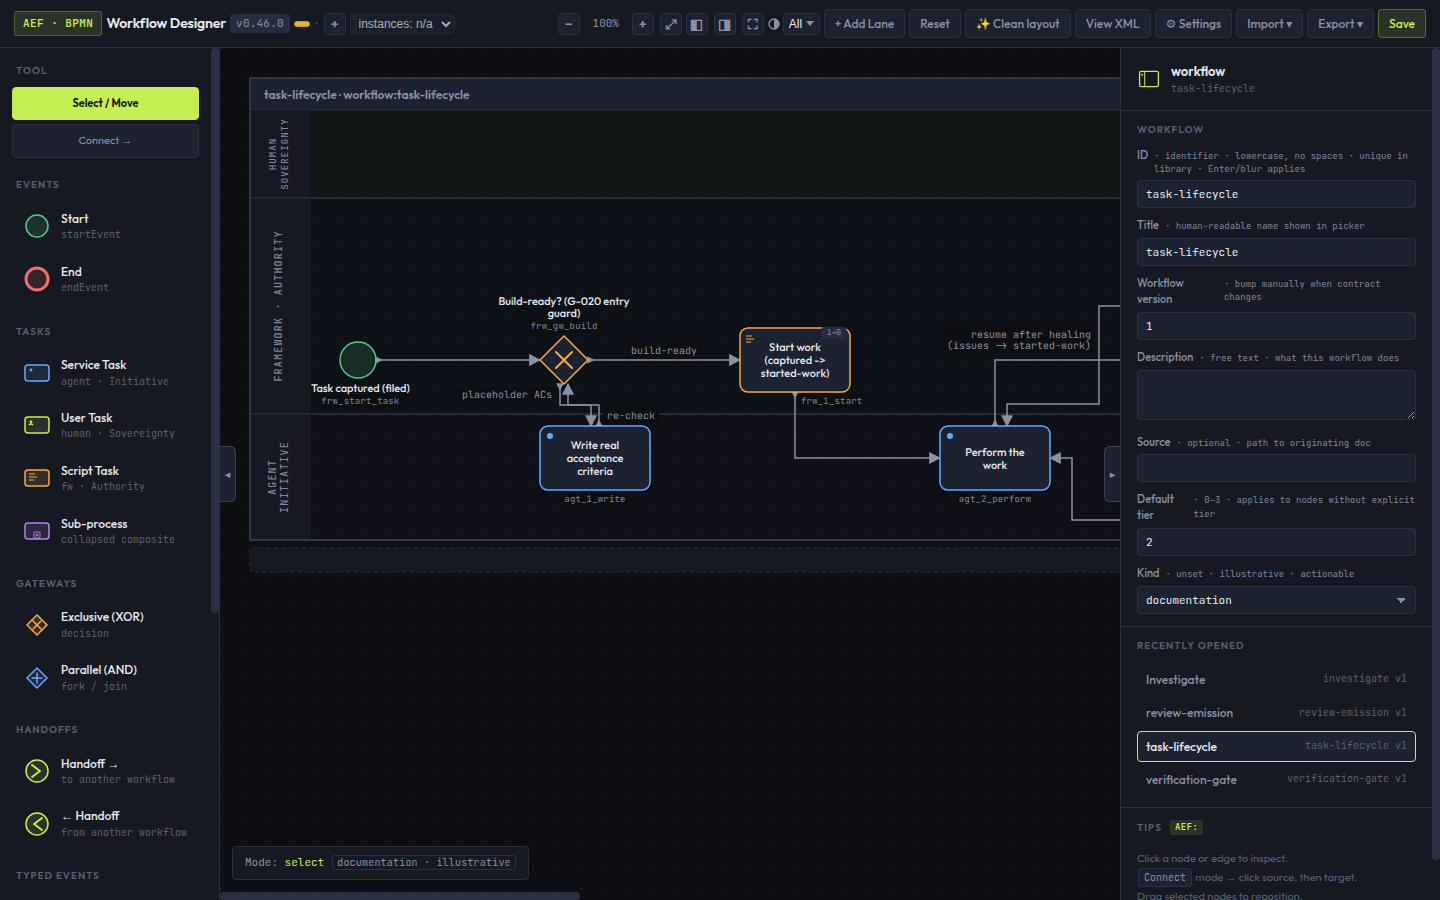 AEF · BPMN Workflow Designer v0.46.0 · + instances: n/a − 100% + All + Add Lane Reset ✨ Clean layout View XML ⚙ Settings Import ▾ Export ▾ Save
TOOL
Select / Move
Connect →
EVENTS
Start
startEvent
End
endEvent
TASKS
Service Task
agent · Initiative
User Task
human · Sovereignty
Script Task
fw · Authority
Sub-process
collapsed composite
GATEWAYS
Exclusive (XOR)
decision
Parallel (AND)
fork / join
HANDOFFS
Handoff →
to another workflow
← Handoff
from another workflow
TYPED EVENTS
task-lifecycle · workflow:task-lifecycle
HUMAN
SOVEREIGNTY
FRAMEWORK · AUTHORITY
AGENT
INITIATIVE
Task captured (filed)
frw_start_task
Build-ready? (G-020 entry
guard)
frw_gw_build
build-ready
placeholder ACs
re-check
1→0
Start work
(captured ->
started-work)
frw_1_start
Write real
acceptance
criteria
agt_1_write
resume after healing
(issues -> started-work)
Perform the
work
agt_2_perform
Mode: select documentation · illustrative
workflow
task-lifecycle
WORKFLOW
ID · identifier · lowercase, no spaces · unique in
library · Enter/blur applies
task-lifecycle
Title · human-readable name shown in picker
task-lifecycle
Workflow version · bump manually when contract changes
1
Description · free text · what this workflow does
Source · optional · path to originating doc
Default tier · 0-3 · applies to nodes without explicit tier
2
Kind · unset · illustrative · actionable
documentation
RECENTLY OPENED
Investigate investigate v1
review-emission review-emission v1
task-lifecycle task-lifecycle v1
verification-gate verification-gate v1
TIPS AEF:
Click a node or edge to inspect.
Connect mode → click source, then target.
Drag selected nodes to reposition.